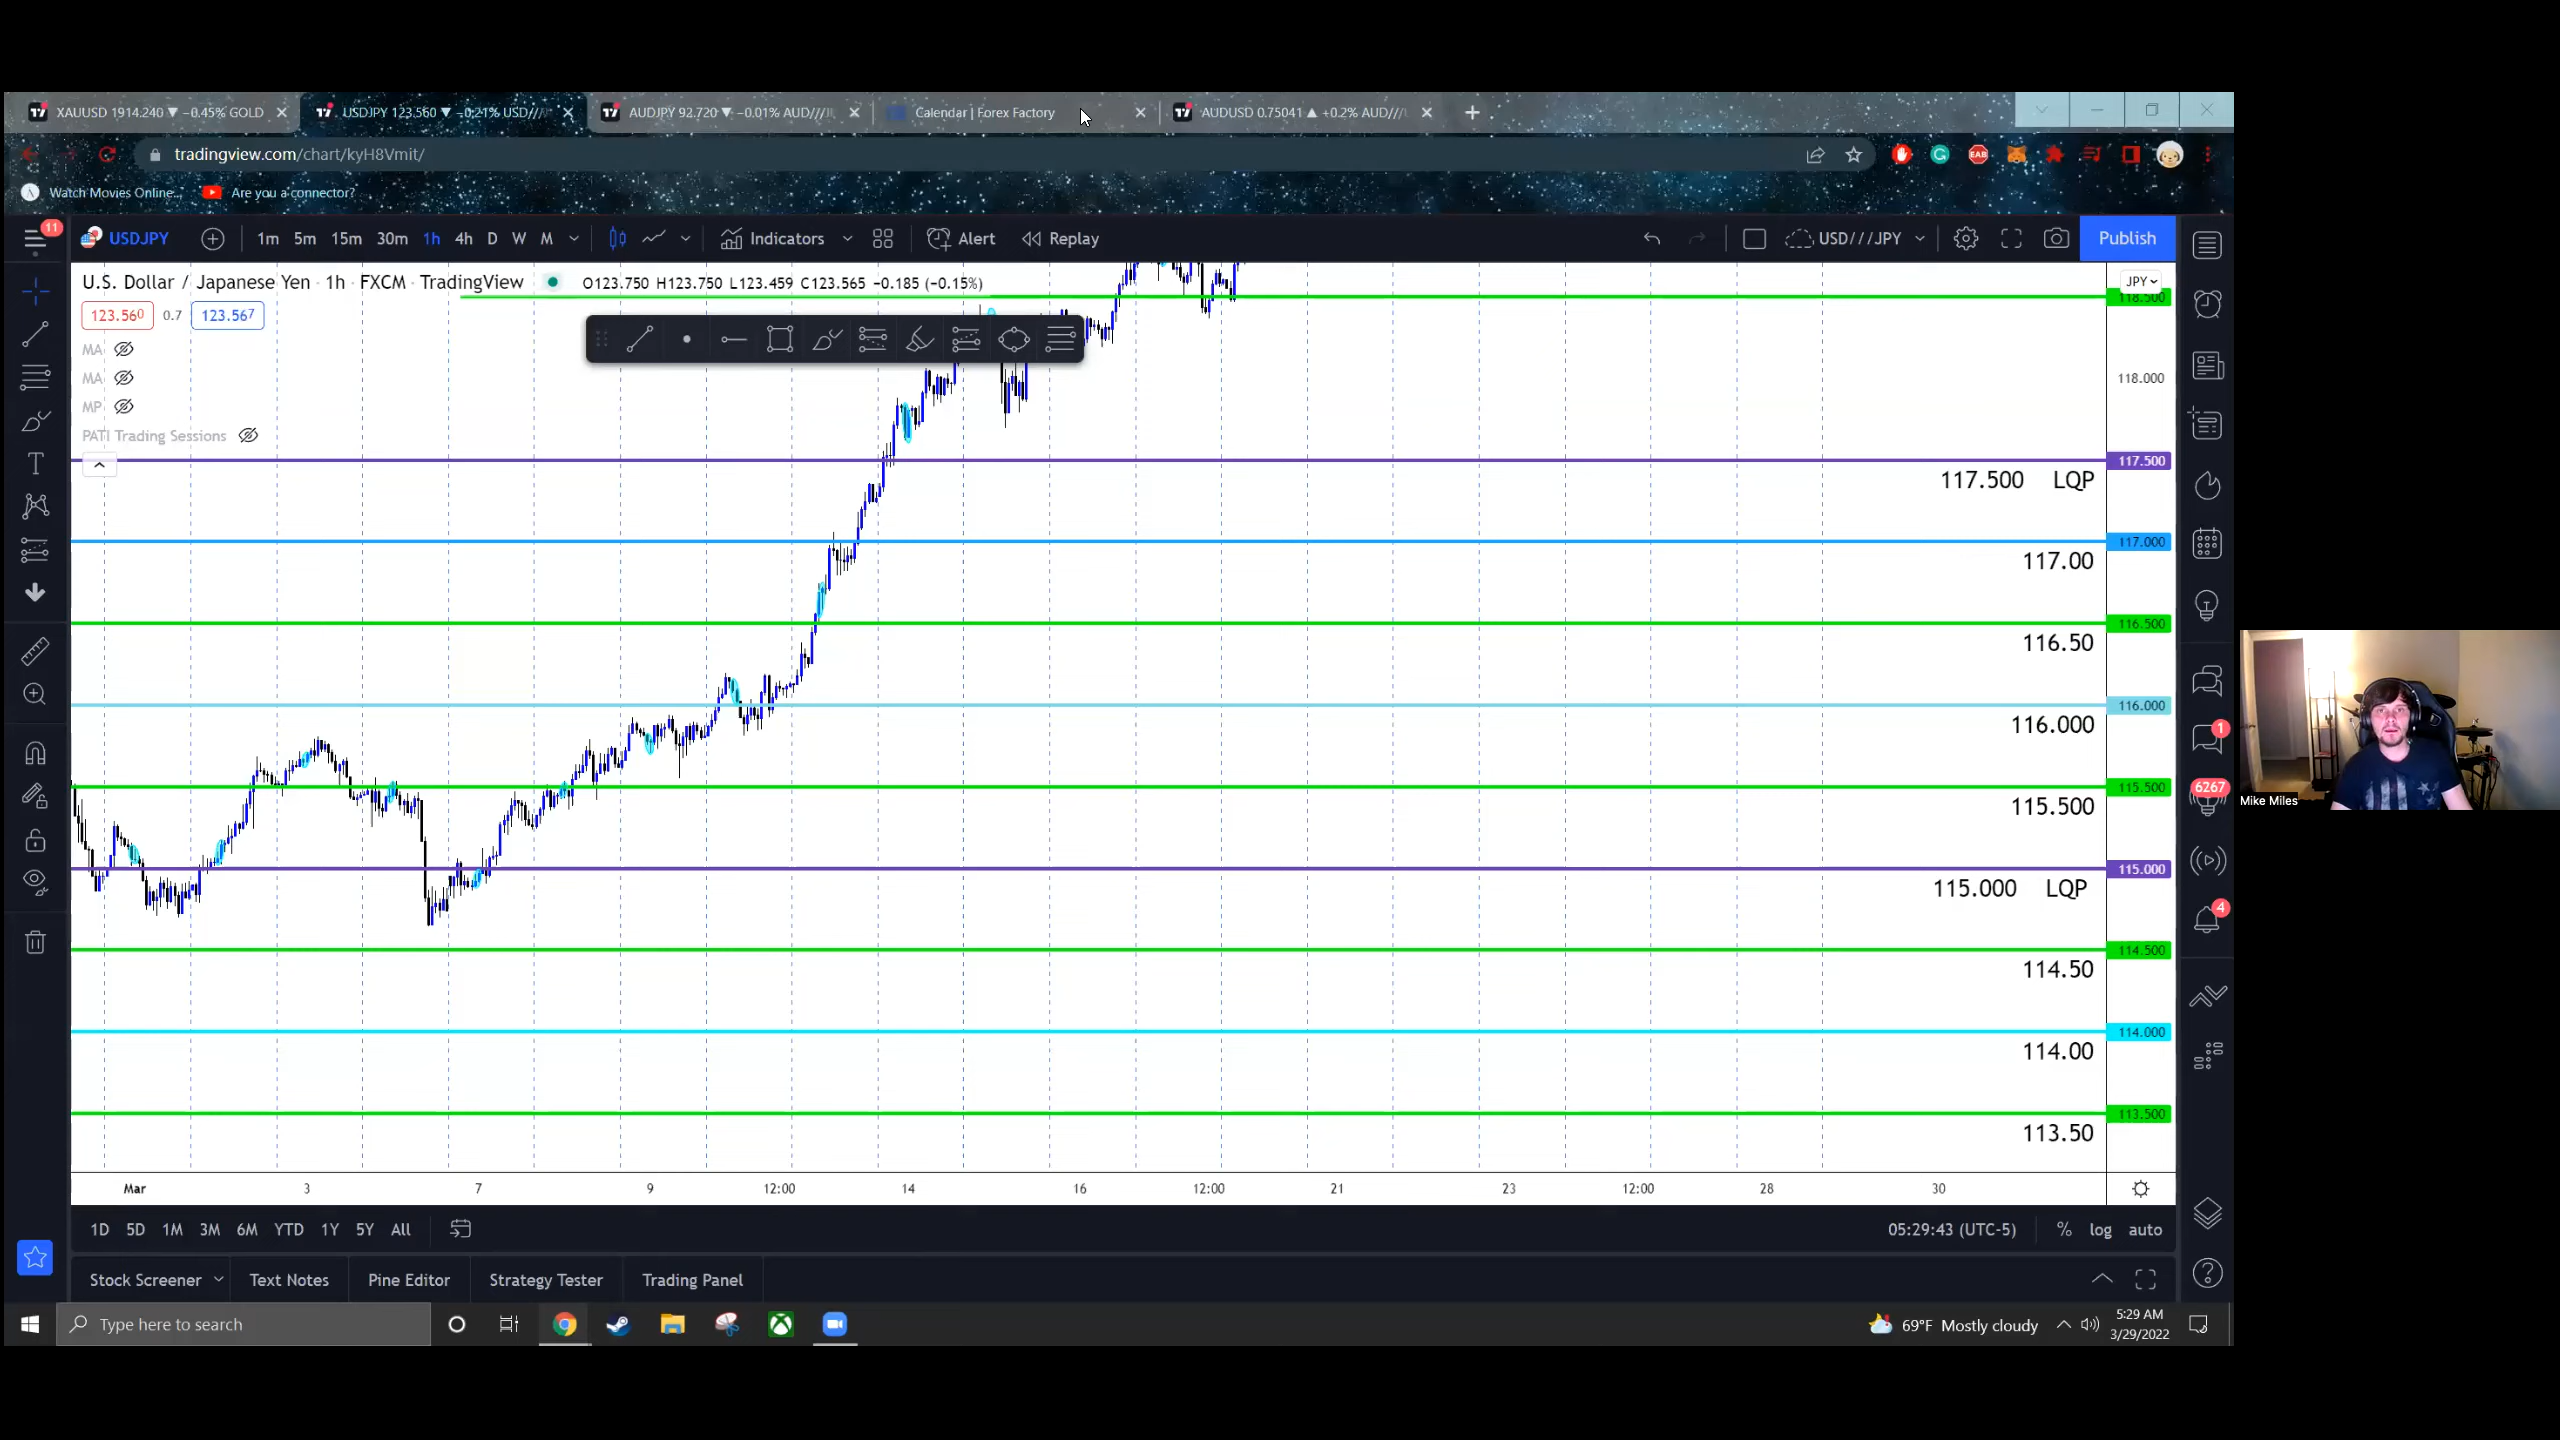 XAUUSD 1914.240 ▼ −0.45% GOLD
USDJPY 123.560 ▼ −0.21% USD///
AUDJPY 92.720 ▼ −0.01% AUD///
Calendar | Forex Factory
AUDUSD 0.75041 ▲ +0.2% AUD///
tradingview.com/chart/kyH8Vmit/
Watch Movies Online...
Are you a connector?
11
USDJPY
1m 5m 15m 30m 1h 4h D W M
Indicators
Alert
Replay
USD///JPY
Publish
U.S. Dollar / Japanese Yen · 1h · FXCM · TradingView
O123.750 H123.750 L123.459 C123.565 −0.185 (−0.15%)
JPY
118.500
123.560 0.7 123.567
MA
MA
MP
PATI Trading Sessions
118.000
117.500
117.500 LQP
117.000
117.00
116.500
116.50
116.000
116.000
115.500
115.500
115.000
115.000 LQP
114.500
114.50
114.000
114.00
113.500
113.50
1
6267
4
EAB
Mike Miles
Mar 3 7 9 12:00 14 16 12:00 21 23 12:00 28 30
1D 5D 1M 3M 6M YTD 1Y 5Y All
05:29:43 (UTC-5) % log auto
Stock Screener Text Notes Pine Editor Strategy Tester Trading Panel
Type here to search
69°F Mostly cloudy
5:29 AM
3/29/2022